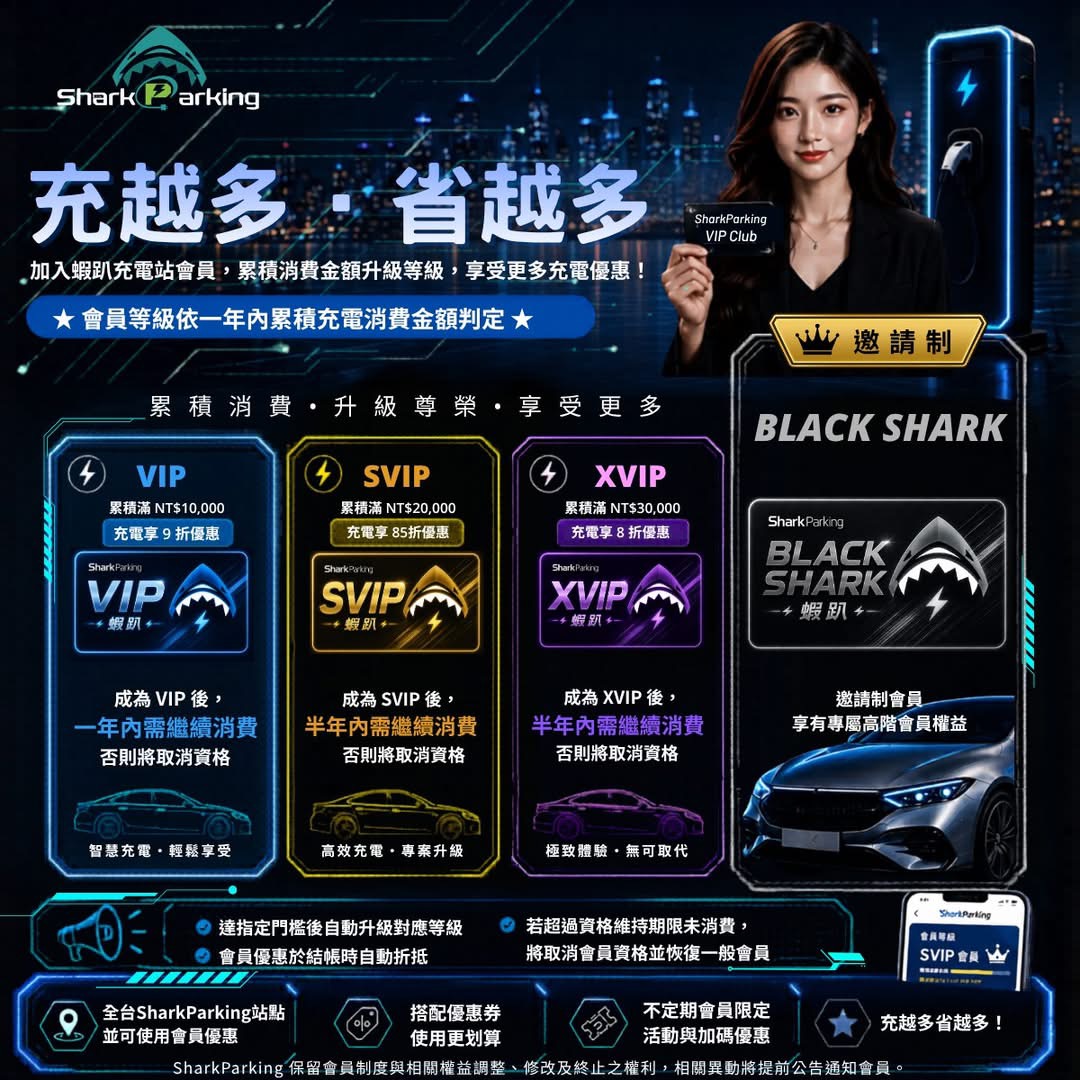 SharkParking
充越多・省越多
加入蝦趴充電站會員，累積消費金額升級等級，享受更多充電優惠！
★ 會員等級依一年內累積充電消費金額判定 ★
SharkParking
VIP Club
累積消費・升級尊榮・享受更多
VIP
累積滿 NT$10,000
充電享 9 折優惠
SharkParking
VIP
蝦趴
成為 VIP 後，
一年內需繼續消費
否則將取消資格
智慧充電・輕鬆享受
SVIP
累積滿 NT$20,000
充電享 85折優惠
SharkParking
SVIP
蝦趴
成為 SVIP 後，
半年內需繼續消費
否則將取消資格
高效充電・專案升級
XVIP
累積滿 NT$30,000
充電享 8 折優惠
SharkParking
XVIP
蝦趴
成為 XVIP 後，
半年內需繼續消費
否則將取消資格
極致體驗・無可取代
邀請制
BLACK SHARK
SharkParking
BLACK
SHARK
蝦趴
邀請制會員
享有專屬高階會員權益
達指定門檻後自動升級對應等級
會員優惠於結帳時自動折抵
若超過資格維持期限未消費，
將取消會員資格並恢復一般會員
SharkParking
會員等級
SVIP 會員
全台SharkParking站點
並可使用會員優惠
搭配優惠券
使用更划算
不定期會員限定
活動與加碼優惠
充越多省越多！
SharkParking 保留會員制度與相關權益調整、修改及終止之權利，相關異動將提前公告通知會員。